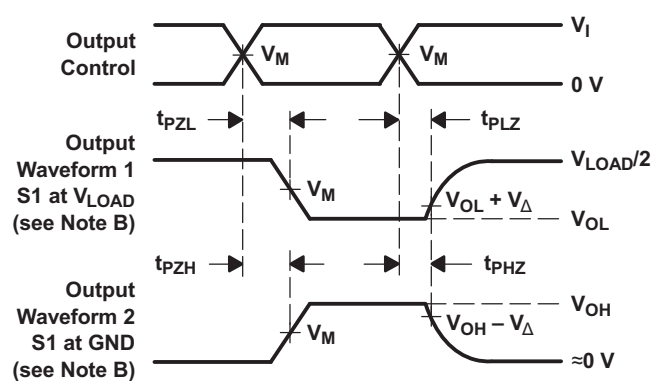 Output
Control
V_M
V_M
V_I
0 V
t_PZL
t_PLZ
Output
Waveform 1
S1 at V_LOAD
(see Note B)
V_M
V_LOAD/2
V_OL + V_Δ
V_OL
t_PZH
t_PHZ
Output
Waveform 2
S1 at GND
(see Note B)
V_M
V_OH
V_OH – V_Δ
≈0 V